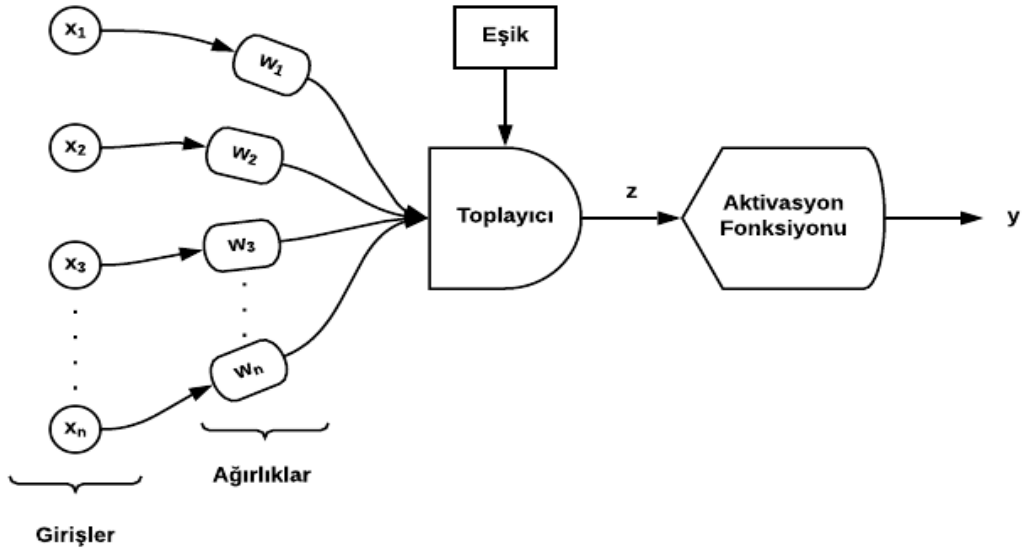 x₁
w₁
Eşik
x₂
w₂
x₃
w₃
Toplayıcı
z
Aktivasyon
Fonksiyonu
y
xₙ
wₙ
Ağırlıklar
Girişler